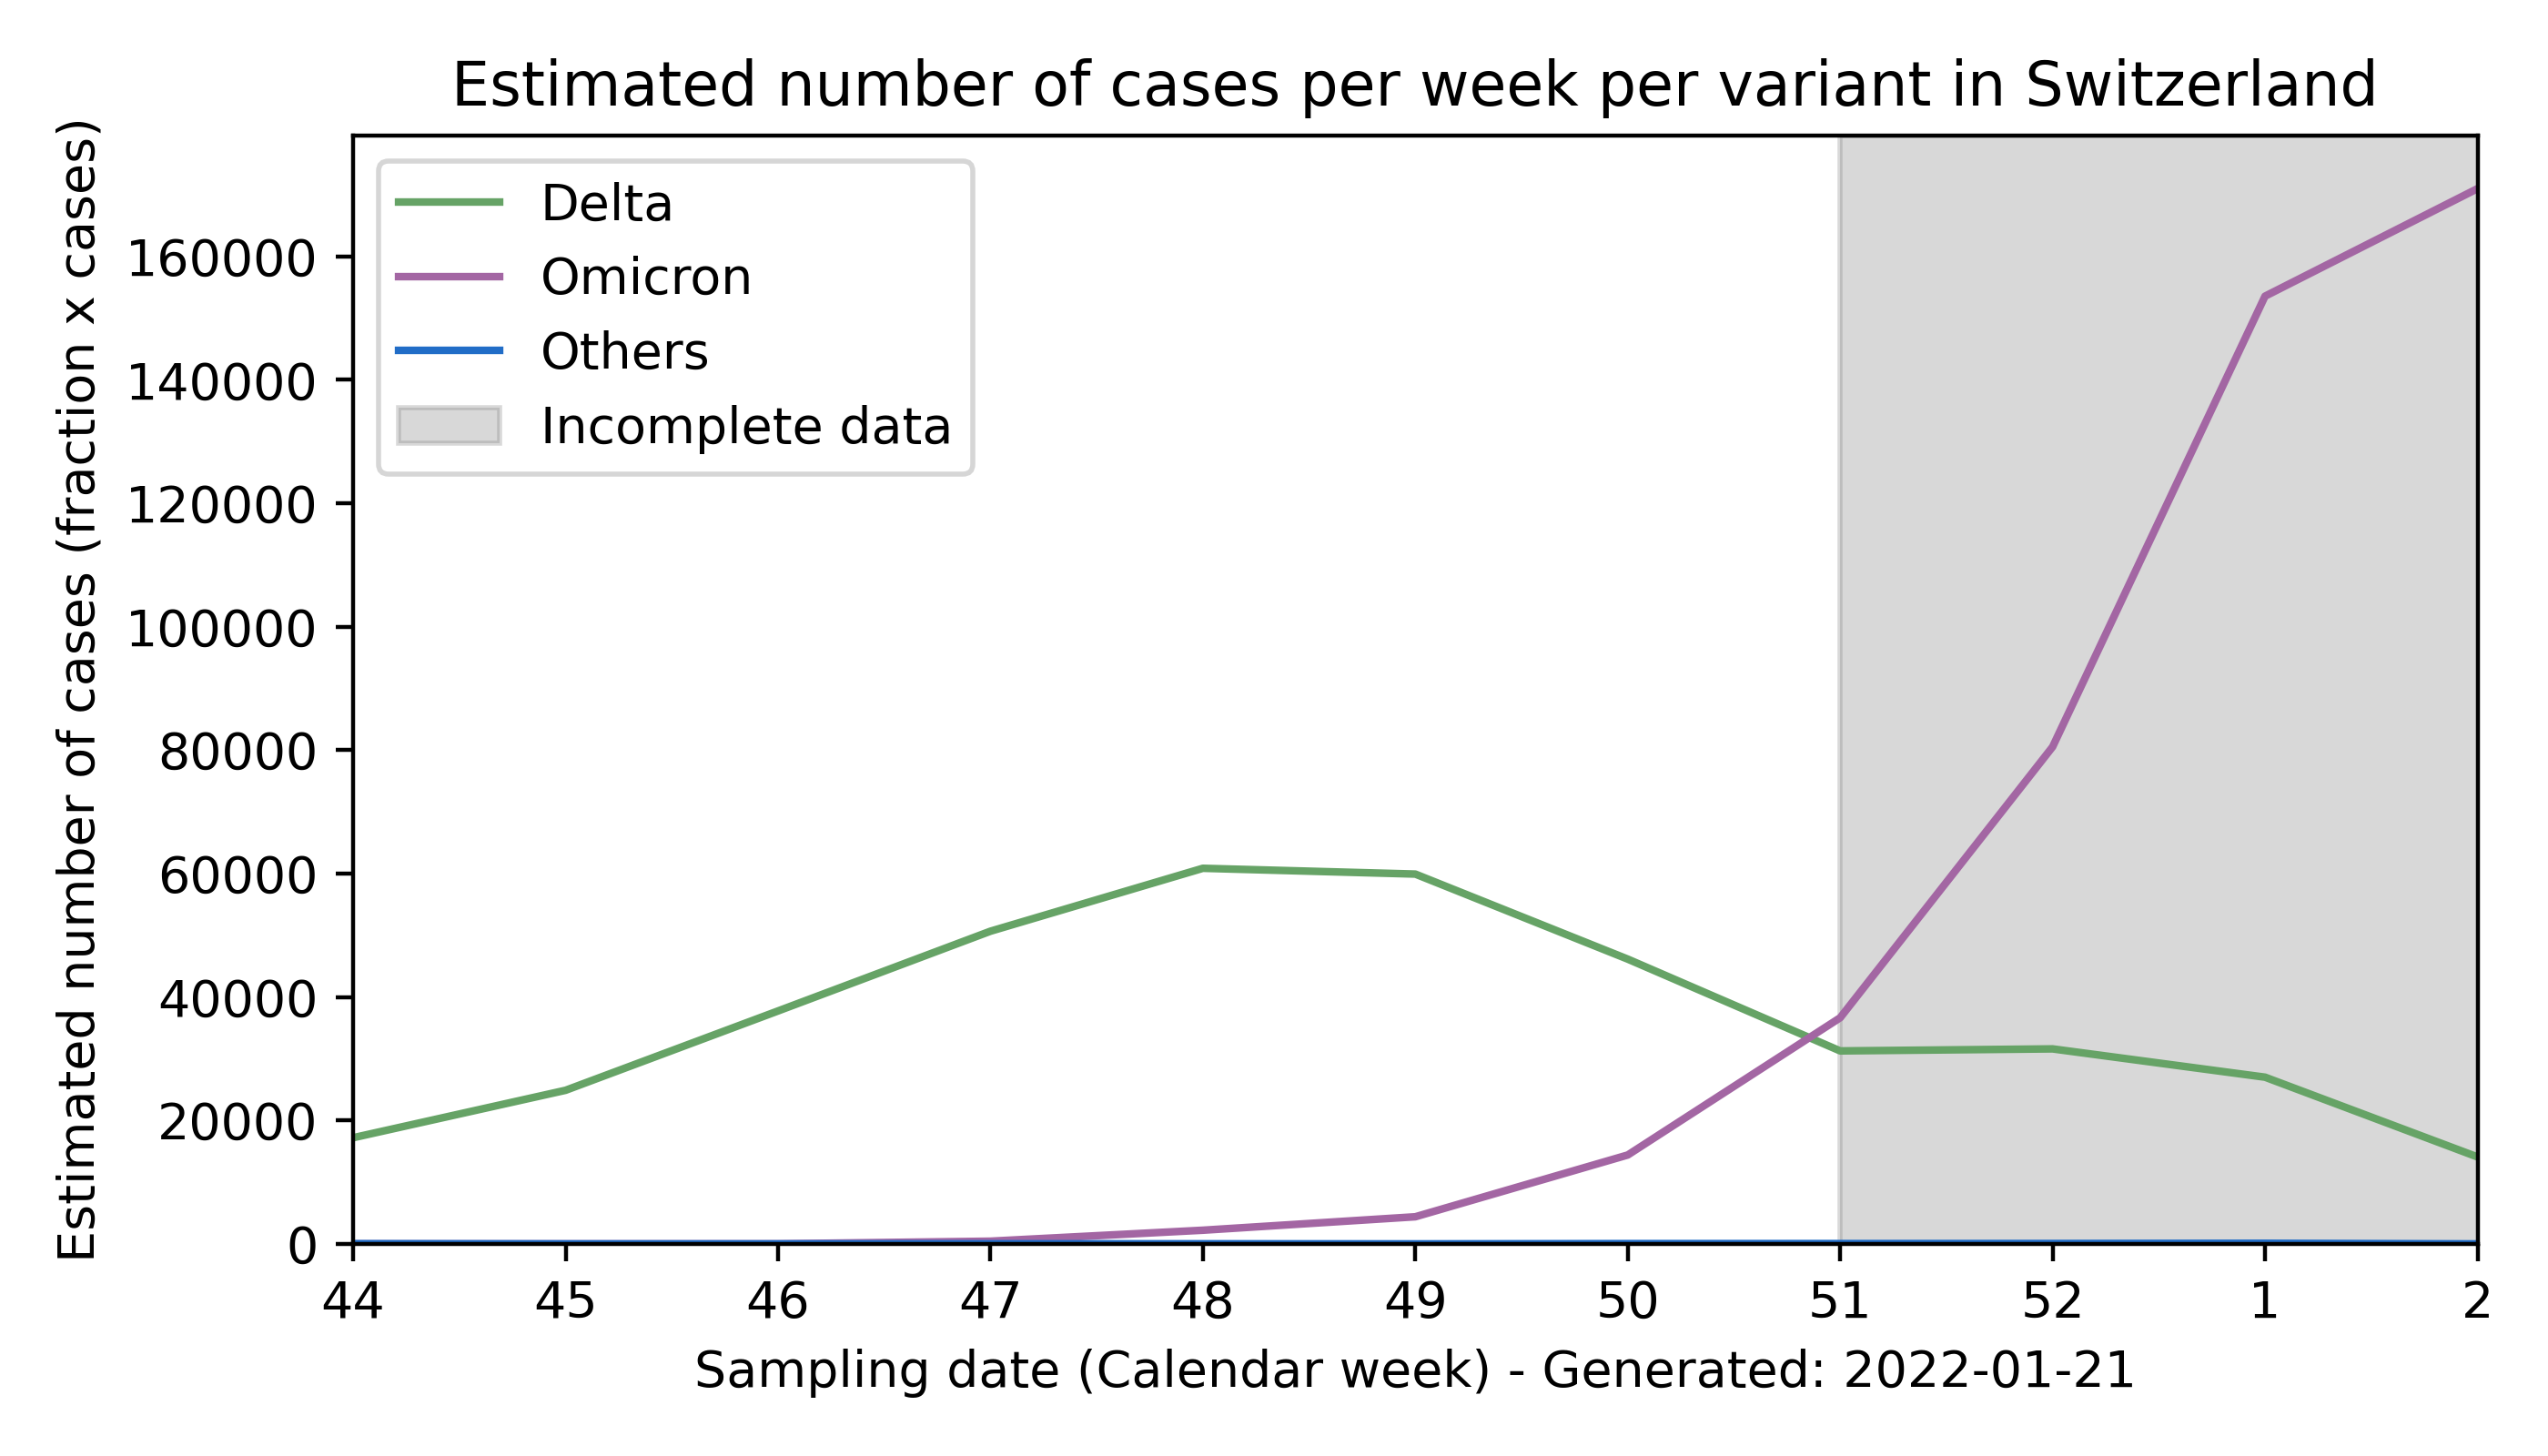 Estimated number of cases per week per variant in Switzerland
Estimated number of cases (fraction x cases)
Delta
Omicron
Others
Incomplete data
160000
140000
120000
100000
80000
60000
40000
20000
0
44 45 46 47 48 49 50 51 52 1 2
Sampling date (Calendar week) - Generated: 2022-01-21